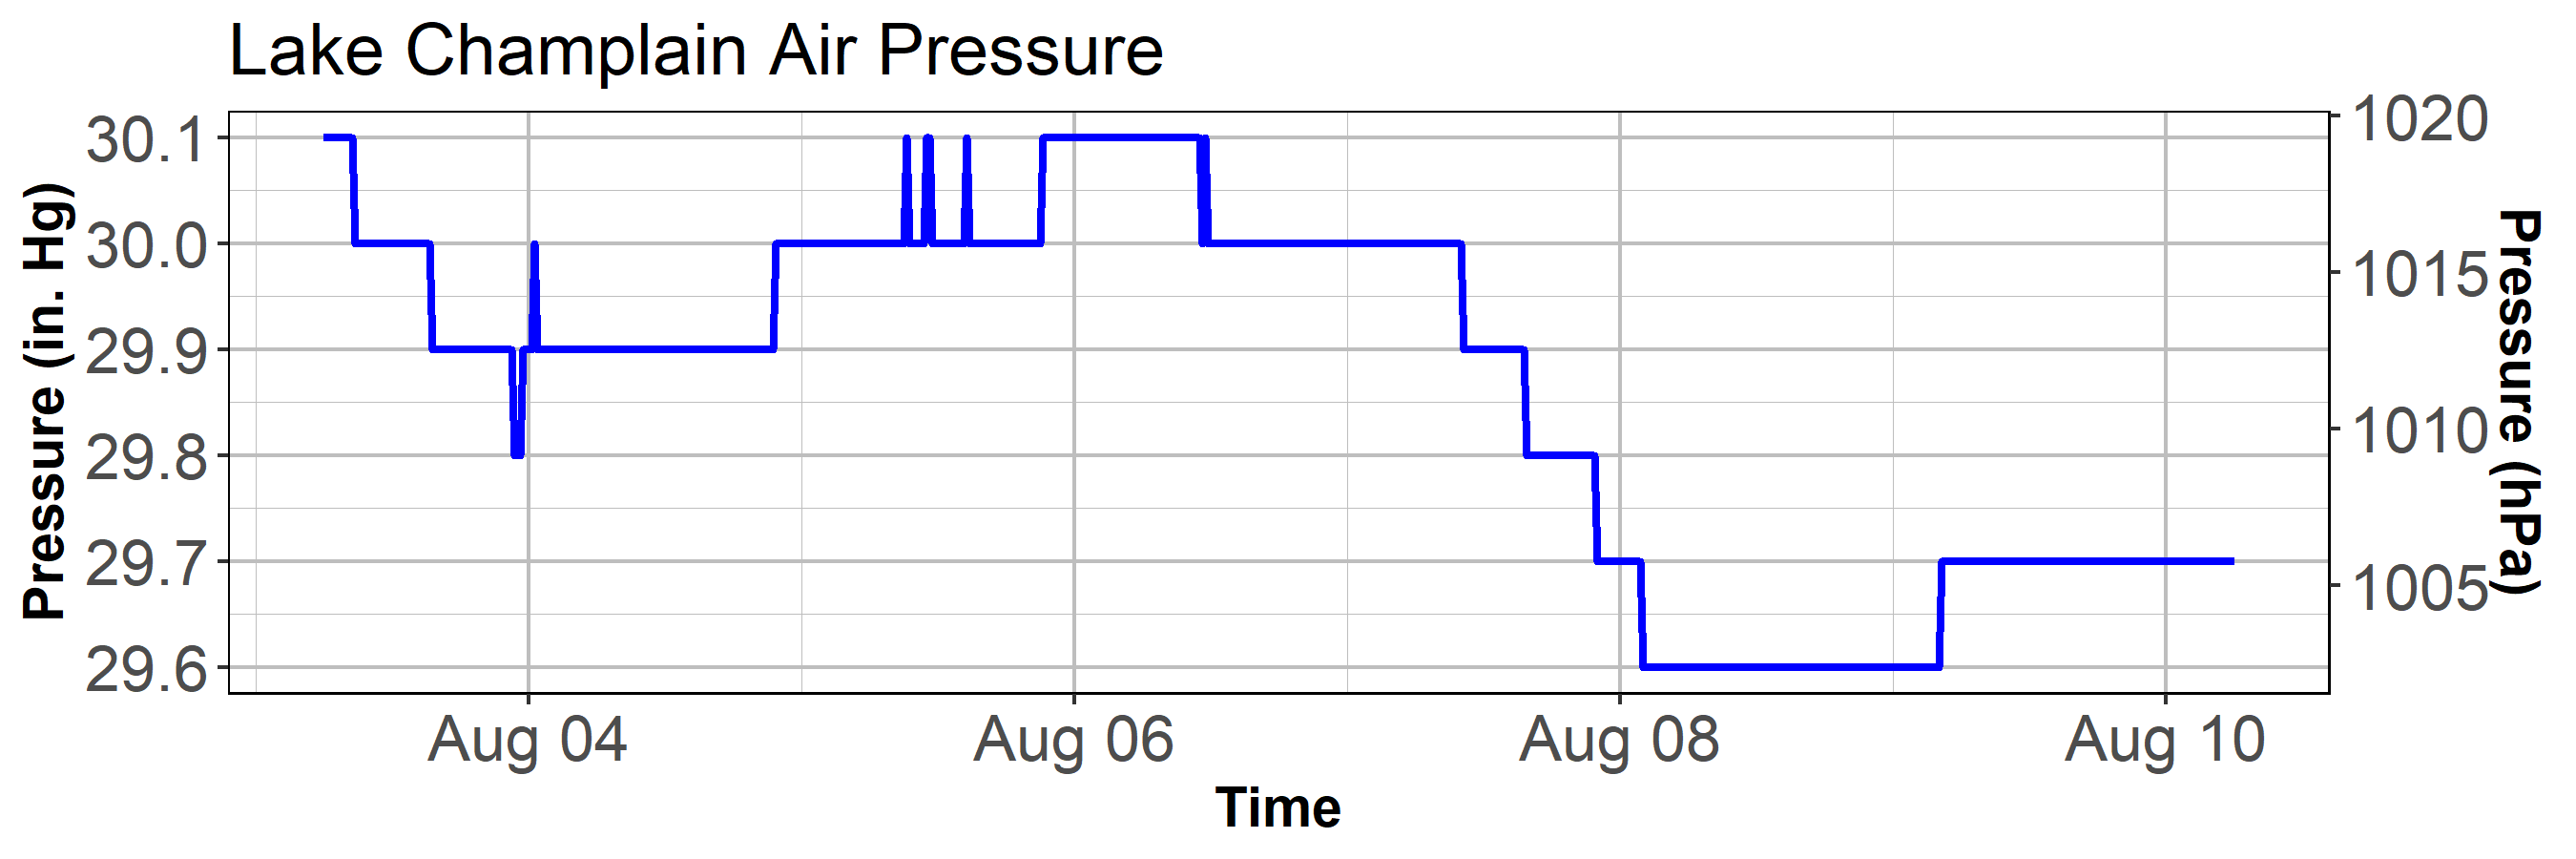 Lake Champlain Air Pressure
Pressure (in. Hg)
30.1
30.0
29.9
29.8
29.7
29.6
1020
1015
1010
1005
Pressure (hPa)
Aug 04 Aug 06 Aug 08 Aug 10
Time